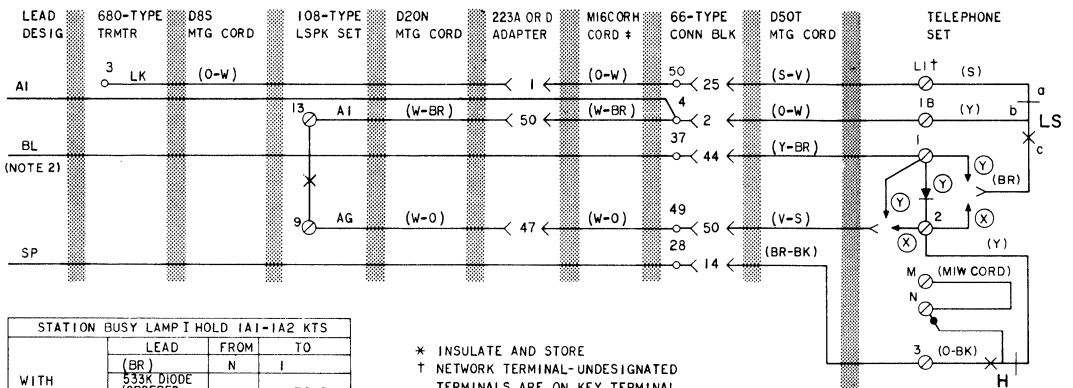 LEAD DESIG 680-TYPE TRMTR D8S MTG CORD 108-TYPE LSPK SET D20N MTG CORD 223A OR D ADAPTER M16C OR H CORD ‡ 66-TYPE CONN BLK D50T MTG CORD TELEPHONE SET
3 LK (O-W) 1 (O-W) 50 25 (S-V) L1† (S)
a
A1
13 A1 (W-BR) 50 (W-BR) 4 2 (O-W) 1B (Y) b LS
c
BL 37 44 (Y-BR) 1
(NOTE 2)
Y Y Y (BR)
9 AG (W-O) 47 (W-O) 49 50 (V-S) X 2 X
(Y)
SP 28 14 (BR-BK)
M (MIW CORD)
N
3 (O-BK)
H
STATION BUSY LAMP I HOLD 1A1-1A2 KTS
LEAD FROM TO
WITH (BR) N 1
533K DIODE
* INSULATE AND STORE
† NETWORK TERMINAL-UNDESIGNATED
TERMINALS ARE ON KEY TERMINAL